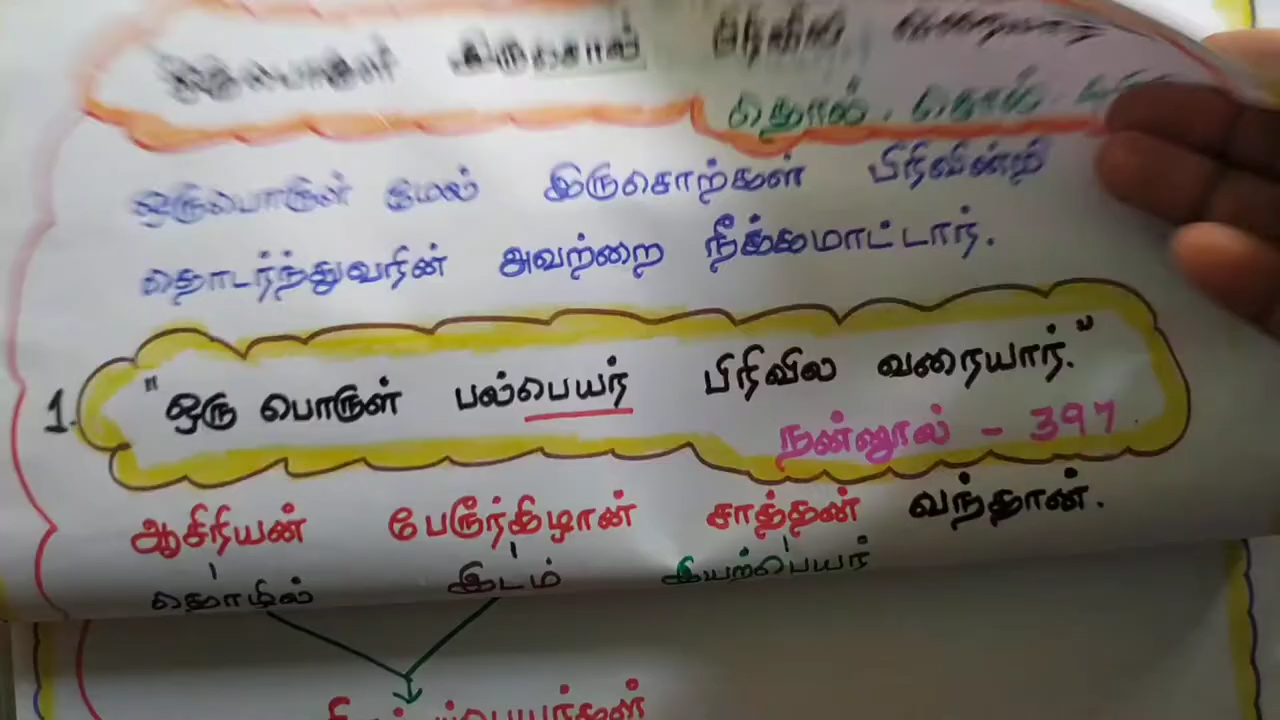 தொல். தொல்.
ஒருபொருள் மேல் இருசொற்கள் பிரிவின்றி
தொடர்ந்துவரின் அவற்றை நீக்கமாட்டார்.
1. "ஒரு பொருள் பல்பெயர் பிரிவில வரையார்."
நன்னூல் - 397
ஆசிரியன் பேரூர்கிழான் சாத்தன் வந்தான்.
தொழில் இடம் இயற்பெயர்